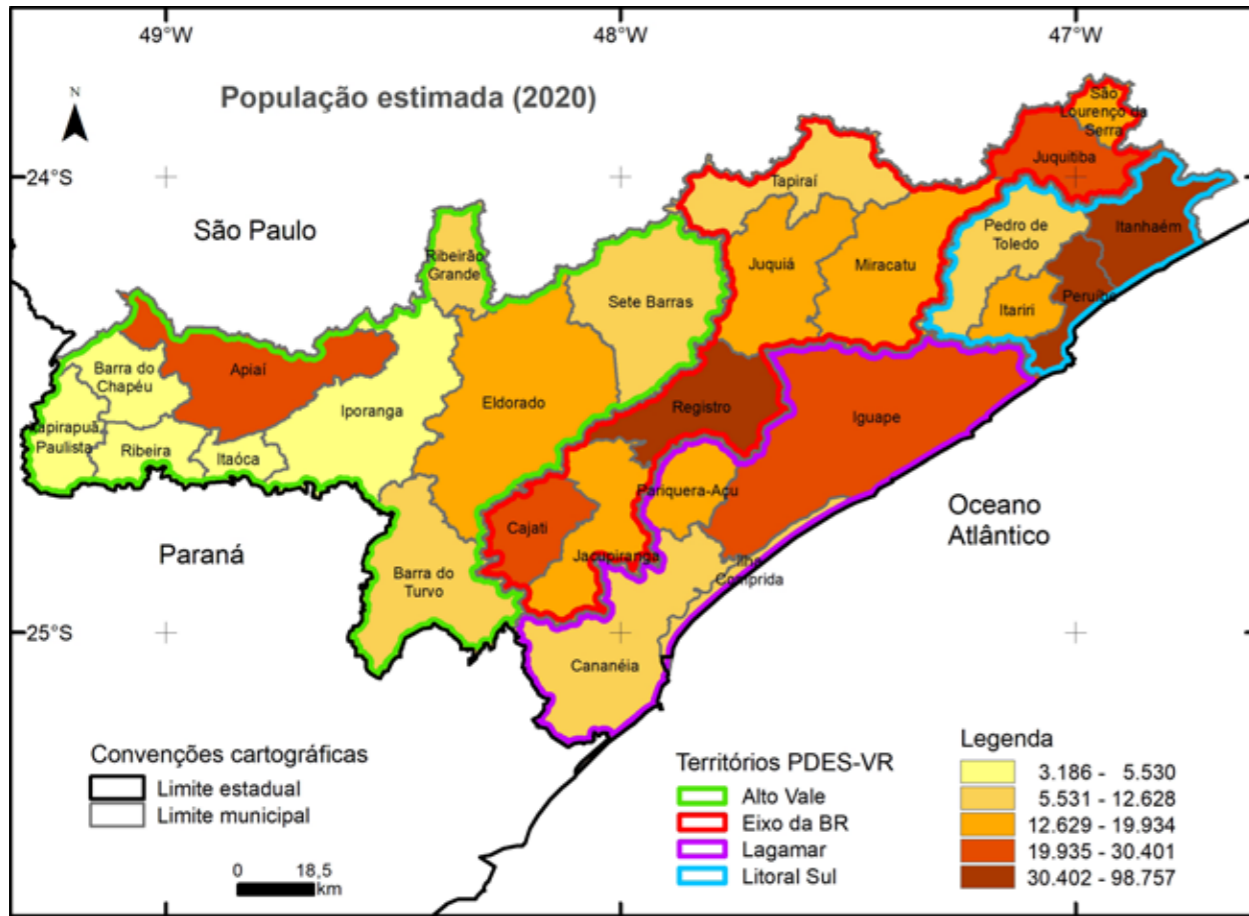 49°W
48°W
47°W
N
População estimada (2020)
São
Lourenço da
Serra
Juquitiba
24°S
Tapiraí
São Paulo
Ribeirão
Grande
Pedro de
Toledo
Itanhaém
Juquiá
Miracatu
Sete Barras
Peruíbe
Itariri
Barra do
Chapéu
Apiaí
Iporanga
Eldorado
Registro
Iguape
Itapirapuã
Paulista
Ribeira
Itaóca
Pariquera-Açu
Oceano
Atlântico
Cajati
Paraná
Jacupiranga
Ilha
Comprida
Barra do
Turvo
25°S
Cananéia
Convenções cartográficas
Limite estadual
Limite municipal
0 18,5
km
Territórios PDES-VR
Alto Vale
Eixo da BR
Lagamar
Litoral Sul
Legenda
3.186 - 5.530
5.531 - 12.628
12.629 - 19.934
19.935 - 30.401
30.402 - 98.757